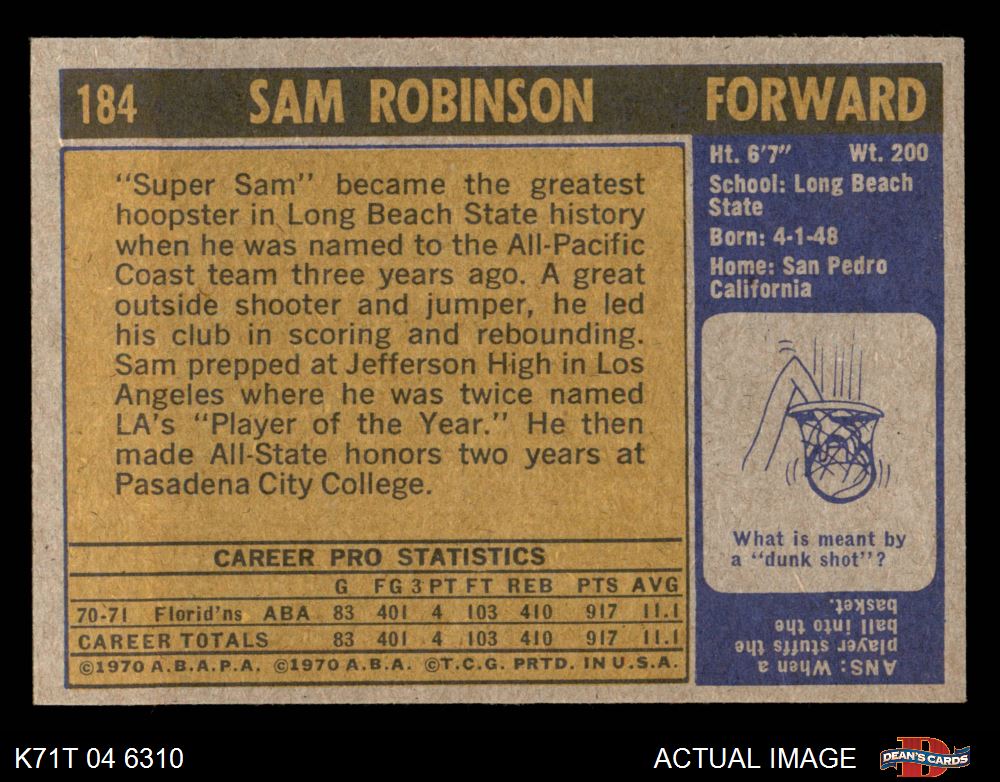 184 SAM ROBINSON FORWARD
"Super Sam" became the greatest
hoopster in Long Beach State history
when he was named to the All-Pacific
Coast team three years ago. A great
outside shooter and jumper, he led
his club in scoring and rebounding.
Sam prepped at Jefferson High in Los
Angeles where he was twice named
LA's "Player of the Year." He then
made All-State honors two years at
Pasadena City College.
CAREER PRO STATISTICS
G FG 3PT FT REB PTS AVG
70-71 Florid'ns ABA 83 401 4 103 410 917 11.1
CAREER TOTALS 83 401 4 103 410 917 11.1
©1970 A.B.A.P.A. ©1970 A.B.A. ©T.C.G. PRTD. IN U.S.A.
Ht. 6'7" Wt. 200
School: Long Beach
State
Born: 4-1-48
Home: San Pedro
California
What is meant by
a "dunk shot"?
ANS: When a
player stuffs the
ball into the
basket.
K71T 04 6310 ACTUAL IMAGE
D
DEAN'S CARDS